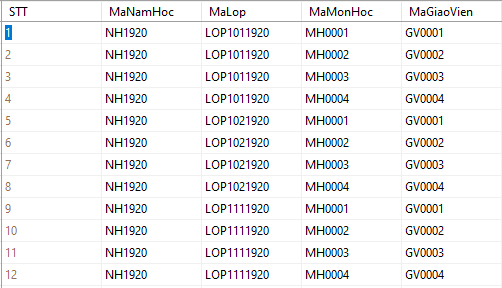 STT MaNamHoc MaLop MaMonHoc MaGiaoVien
1 NH1920 LOP1011920 MH0001 GV0001
2 NH1920 LOP1011920 MH0002 GV0002
3 NH1920 LOP1011920 MH0003 GV0003
4 NH1920 LOP1011920 MH0004 GV0004
5 NH1920 LOP1021920 MH0001 GV0001
6 NH1920 LOP1021920 MH0002 GV0002
7 NH1920 LOP1021920 MH0003 GV0003
8 NH1920 LOP1021920 MH0004 GV0004
9 NH1920 LOP1111920 MH0001 GV0001
10 NH1920 LOP1111920 MH0002 GV0002
11 NH1920 LOP1111920 MH0003 GV0003
12 NH1920 LOP1111920 MH0004 GV0004